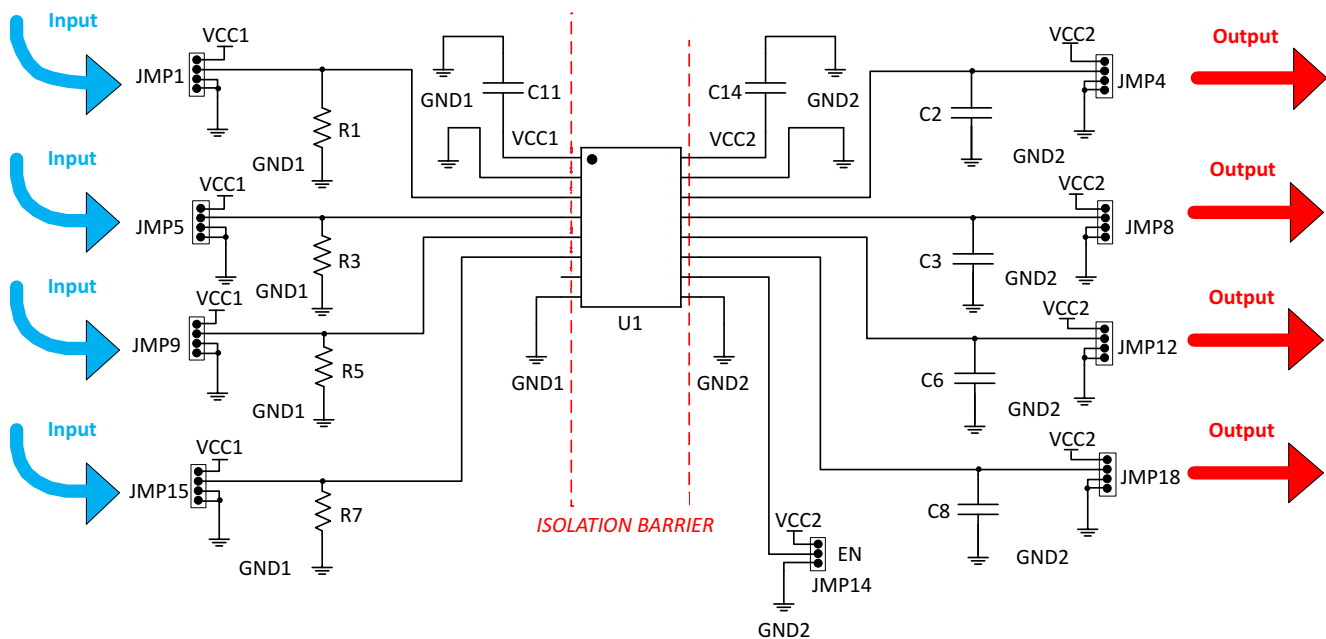 Input
VCC1
JMP1
R1
GND1
GND1
C11
VCC1
C14
GND2
VCC2
C2
VCC2
JMP4
GND2
Output
Input
VCC1
JMP5
R3
GND1
C3
GND2
VCC2
JMP8
Output
Input
VCC1
JMP9
R5
GND1
U1
GND1
GND2
C6
GND2
VCC2
JMP12
Output
Input
VCC1
JMP15
R7
GND1
ISOLATION BARRIER
VCC2
EN
JMP14
GND2
C8
GND2
VCC2
JMP18
Output